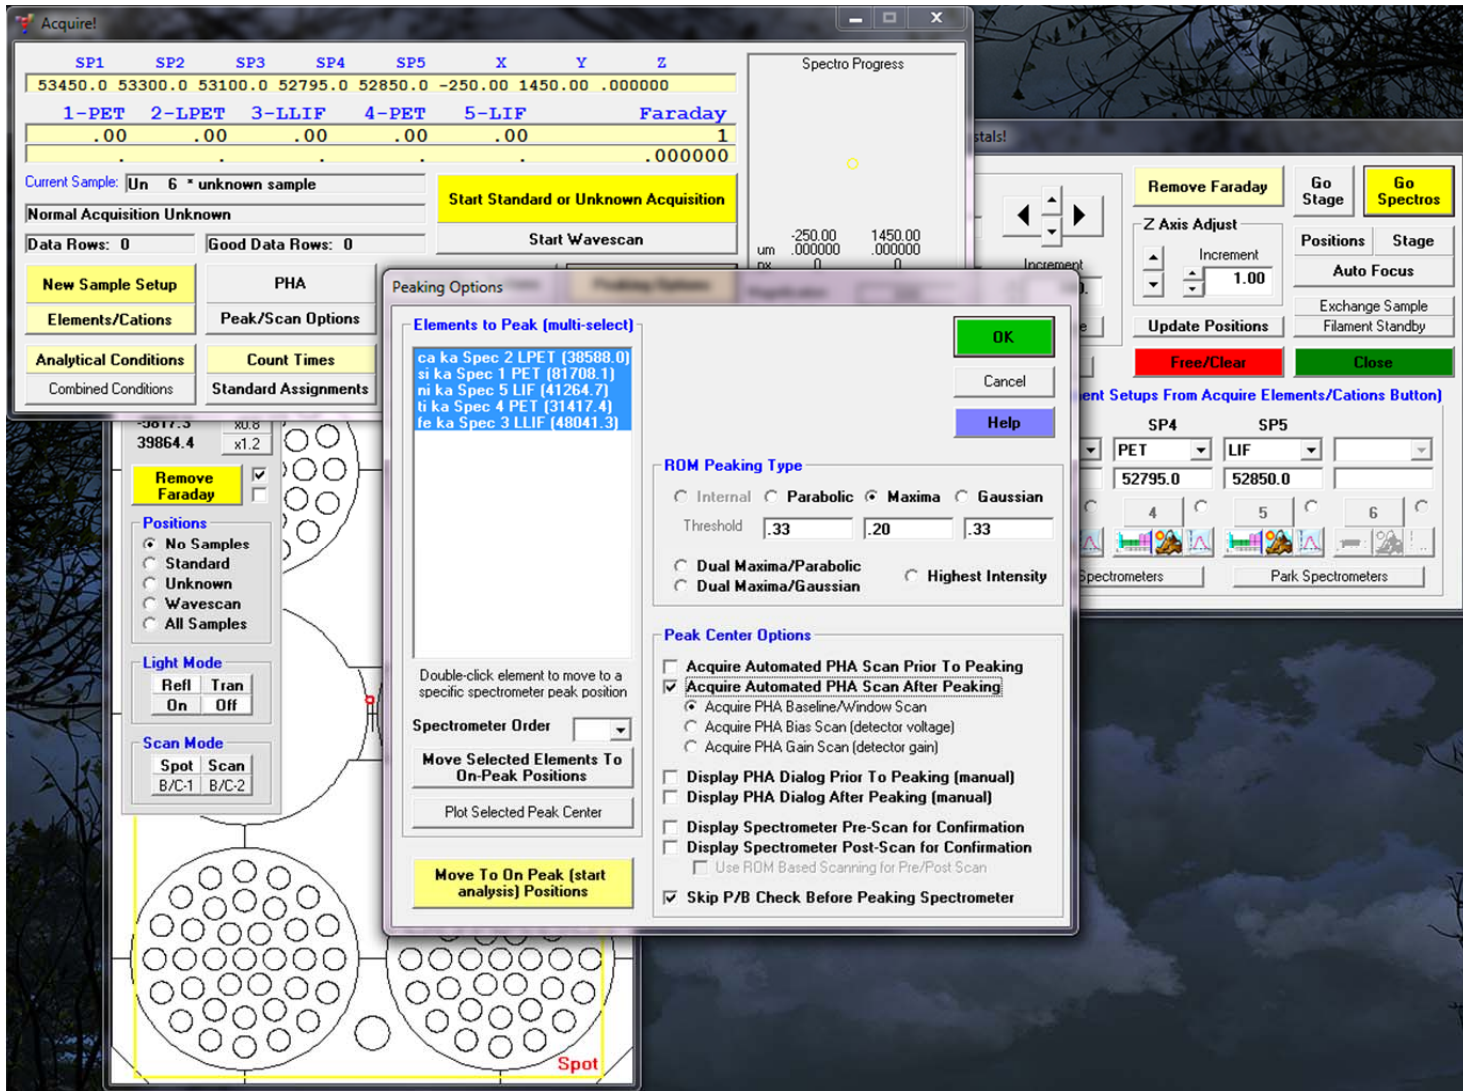 Acquire!
SP1 SP2 SP3 SP4 SP5 X Y Z
53450.0 53300.0 53100.0 52795.0 52850.0 -250.00 1450.00 .000000
1-PET 2-LPET 3-LLIF 4-PET 5-LIF Faraday
.00 .00 .00 .00 .00 1
. . . . . .000000
Current Sample: Un 6 * unknown sample
Normal Acquisition Unknown
Data Rows: 0 Good Data Rows: 0
Start Standard or Unknown Acquisition
Start Wavescan
New Sample Setup PHA
Elements/Cations Peak/Scan Options
Analytical Conditions Count Times
Combined Conditions Standard Assignments
Spectro Progress
-250.00 1450.00
um .000000 .000000
stals!
Increment
Remove Faraday
Go Stage
Go Spectros
Z Axis Adjust
Increment
1.00
Positions Stage
Auto Focus
Exchange Sample
Update Positions Filament Standby
Free/Clear Close
ent Setups From Acquire Elements/Cations Button)
SP4 SP5
PET LIF
52795.0 52850.0
4 5 6
Spectrometers Park Spectrometers
Peaking Options
Elements to Peak (multi-select)
ca ka Spec 2 LPET (38588.0)
si ka Spec 1 PET (81708.1)
ni ka Spec 5 LIF (41264.7)
ti ka Spec 4 PET (31417.4)
fe ka Spec 3 LLIF (48041.3)
Double-click element to move to a
specific spectrometer peak position
Spectrometer Order
Move Selected Elements To
On-Peak Positions
Plot Selected Peak Center
Move To On Peak (start
analysis) Positions
OK
Cancel
Help
ROM Peaking Type
Internal Parabolic Maxima Gaussian
Threshold .33 .20 .33
Dual Maxima/Parabolic
Dual Maxima/Gaussian
Highest Intensity
Peak Center Options
Acquire Automated PHA Scan Prior To Peaking
Acquire Automated PHA Scan After Peaking
Acquire PHA Baseline/Window Scan
Acquire PHA Bias Scan (detector voltage)
Acquire PHA Gain Scan (detector gain)
Display PHA Dialog Prior To Peaking (manual)
Display PHA Dialog After Peaking (manual)
Display Spectrometer Pre-Scan for Confirmation
Display Spectrometer Post-Scan for Confirmation
Use ROM Based Scanning for Pre/Post Scan
Skip P/B Check Before Peaking Spectrometer
x0.8
39864.4 x1.2
Remove
Faraday
Positions
No Samples
Standard
Unknown
Wavescan
All Samples
Light Mode
Refl Tran
On Off
Scan Mode
Spot Scan
B/C-1 B/C-2
Spot